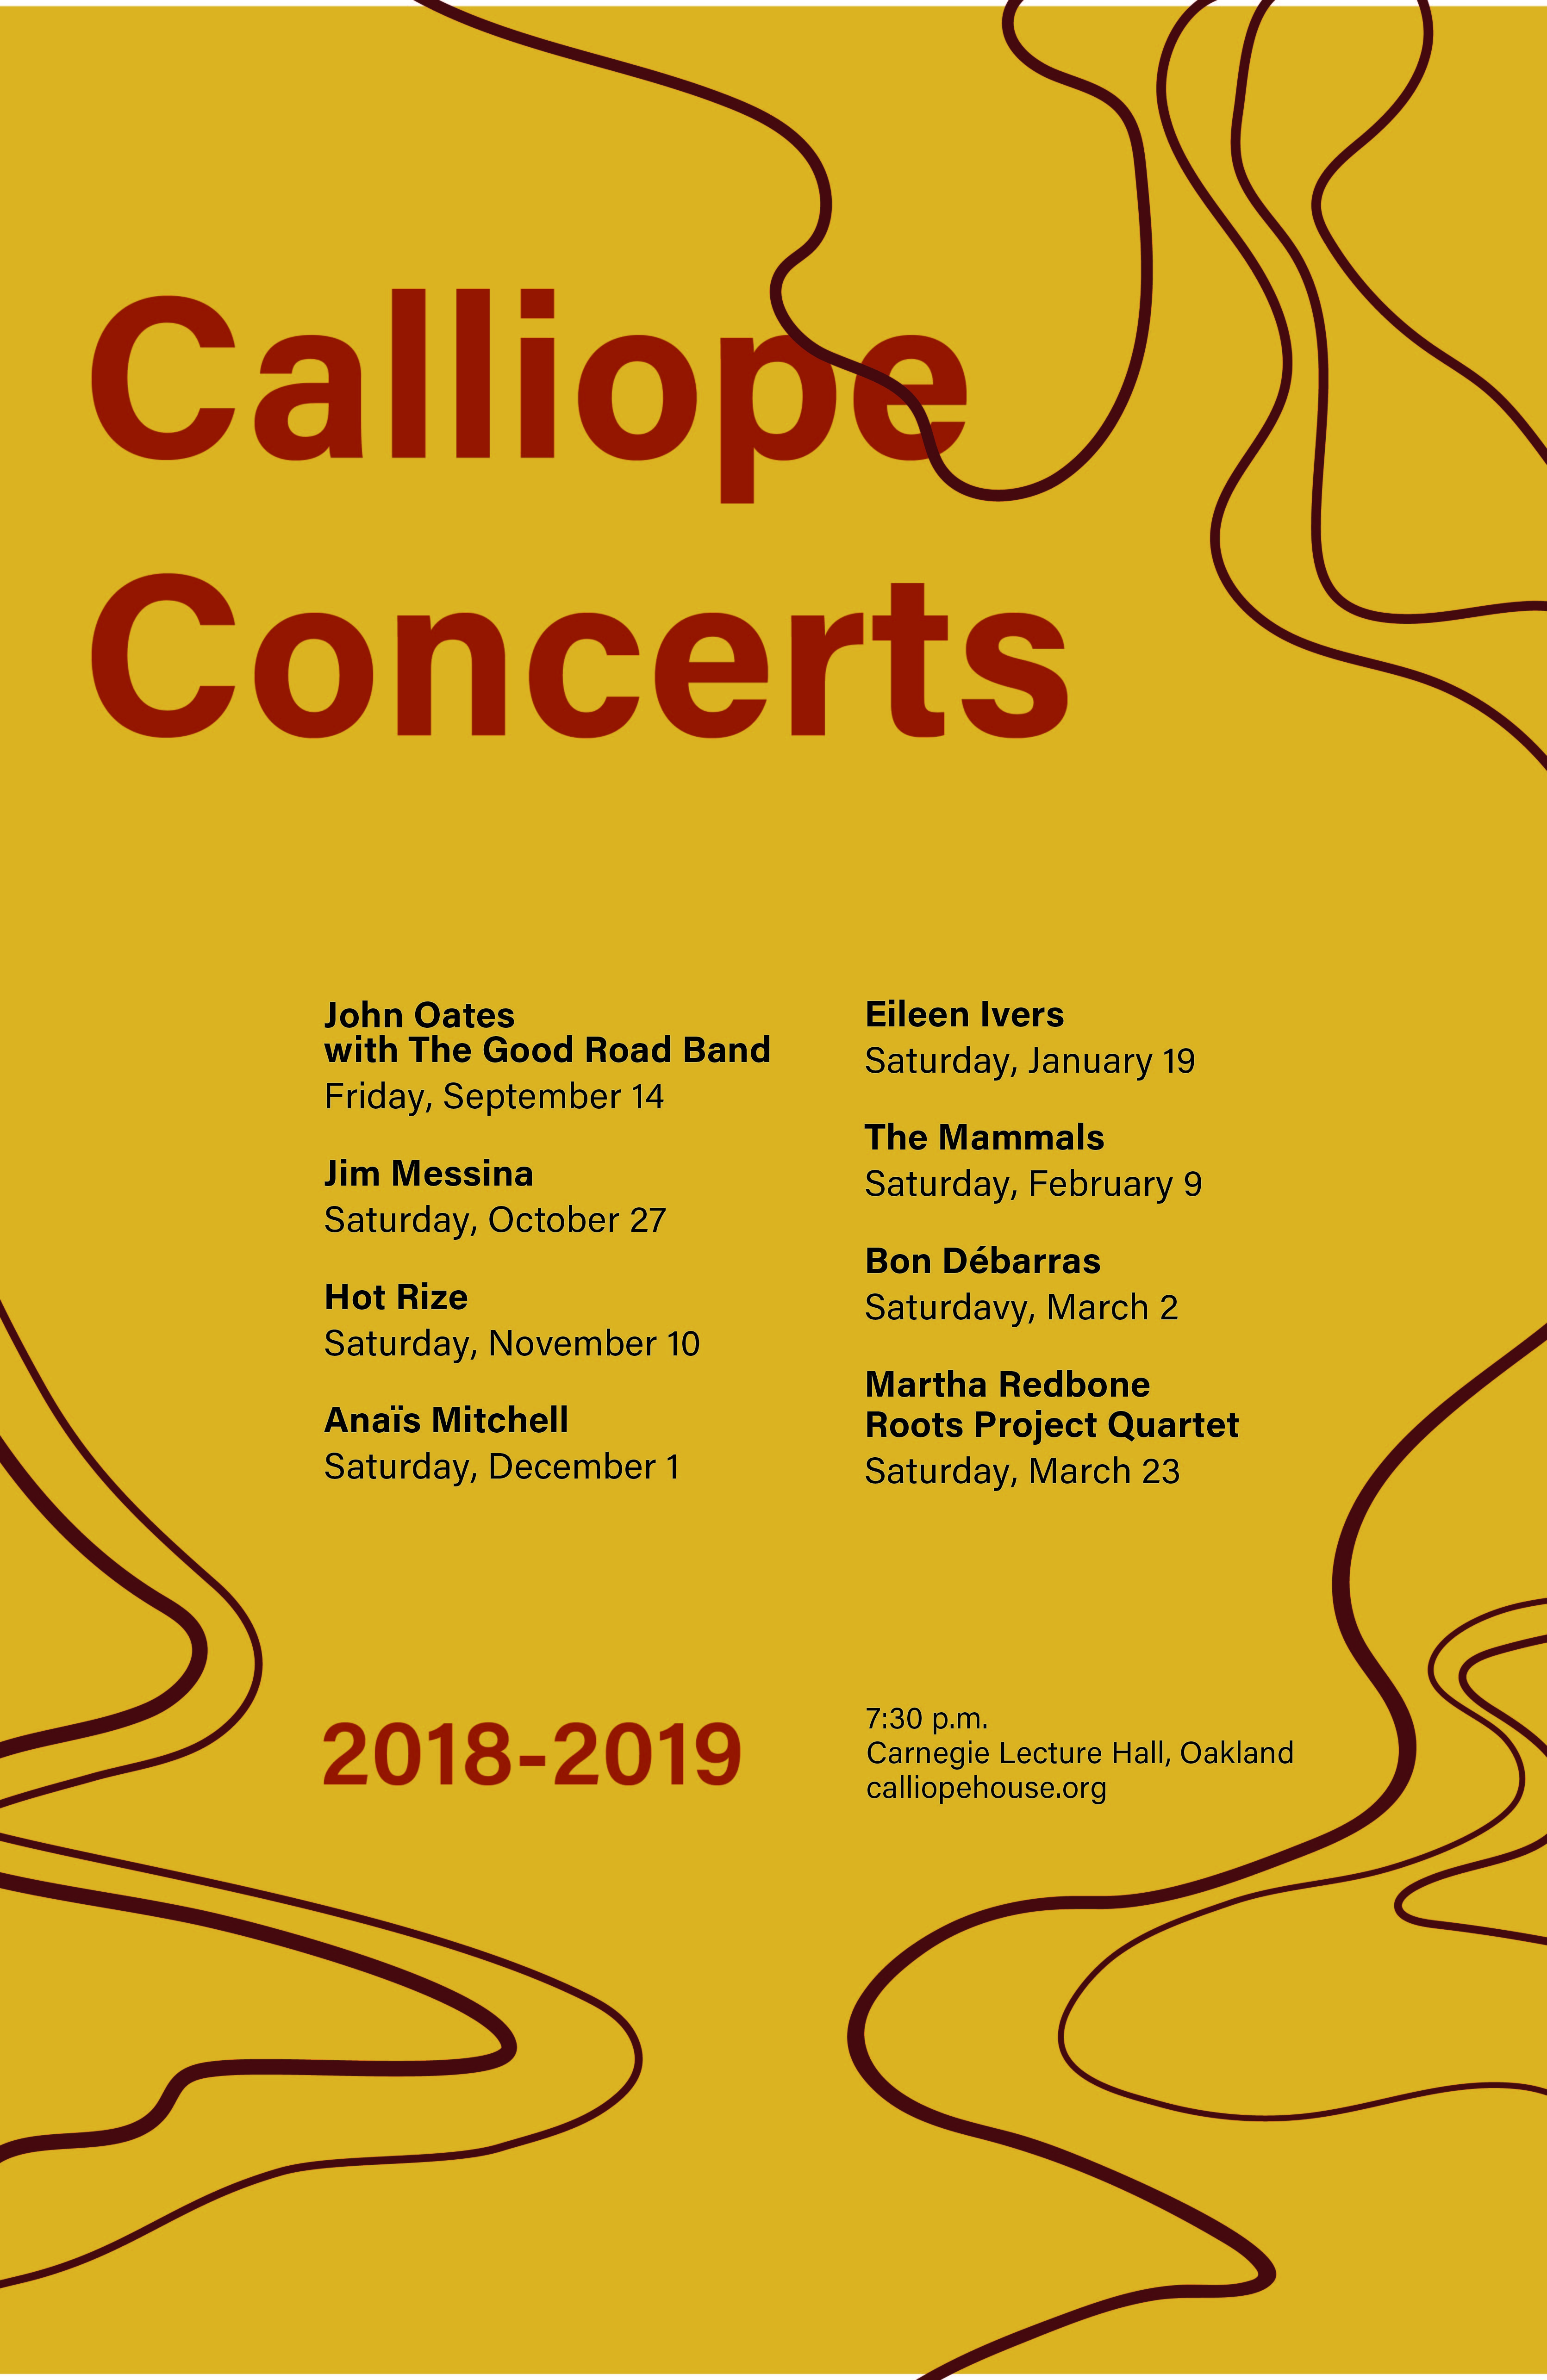 Calliope
Concerts
John Oates
with The Good Road Band
Friday, September 14
Jim Messina
Saturday, October 27
Hot Rize
Saturday, November 10
Anaïs Mitchell
Saturday, December 1
Eileen Ivers
Saturday, January 19
The Mammals
Saturday, February 9
Bon Débarras
Saturdavy, March 2
Martha Redbone
Roots Project Quartet
Saturday, March 23
2018-2019
7:30 p.m.
Carnegie Lecture Hall, Oakland
calliopehouse.org